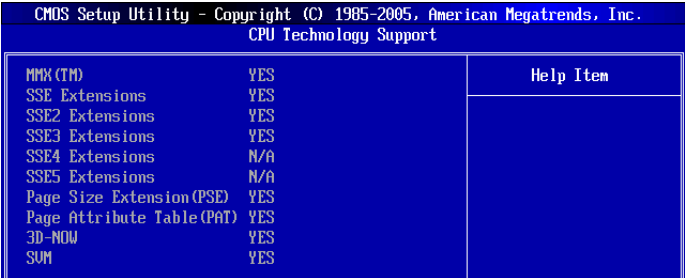 CMOS Setup Utility - Copyright (C) 1985-2005, American Megatrends, Inc.
CPU Technology Support
MMX(TM) YES
Help Item
SSE Extensions YES
SSE2 Extensions YES
SSE3 Extensions YES
SSE4 Extensions N/A
SSE5 Extensions N/A
Page Size Extension(PSE) YES
Page Attribute Table(PAT) YES
3D-NOW YES
SVM YES